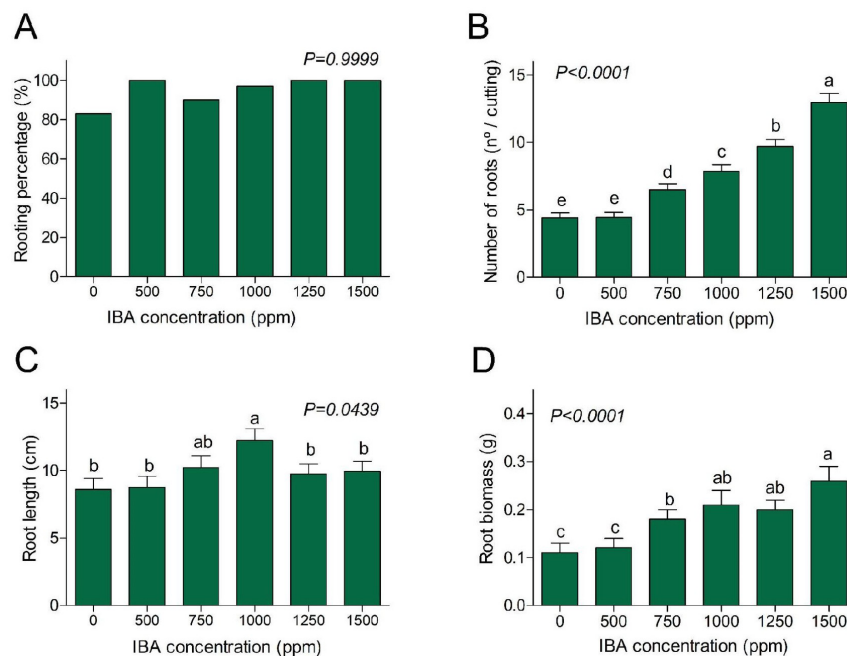 A
P=0.9999
Rooting percentage (%)
100
80
60
40
20
0
0 500 750 1000 1250 1500
IBA concentration (ppm)
B
P<0.0001
Number of roots (nº / cutting)
15
10
5
0
e e d c b a
0 500 750 1000 1250 1500
IBA concentration (ppm)
C
P=0.0439
Root length (cm)
15
10
5
0
b b ab a b b
0 500 750 1000 1250 1500
IBA concentration (ppm)
D
P<0.0001
Root biomass (g)
0.4
0.3
0.2
0.1
0.0
c c b ab ab a
0 500 750 1000 1250 1500
IBA concentration (ppm)